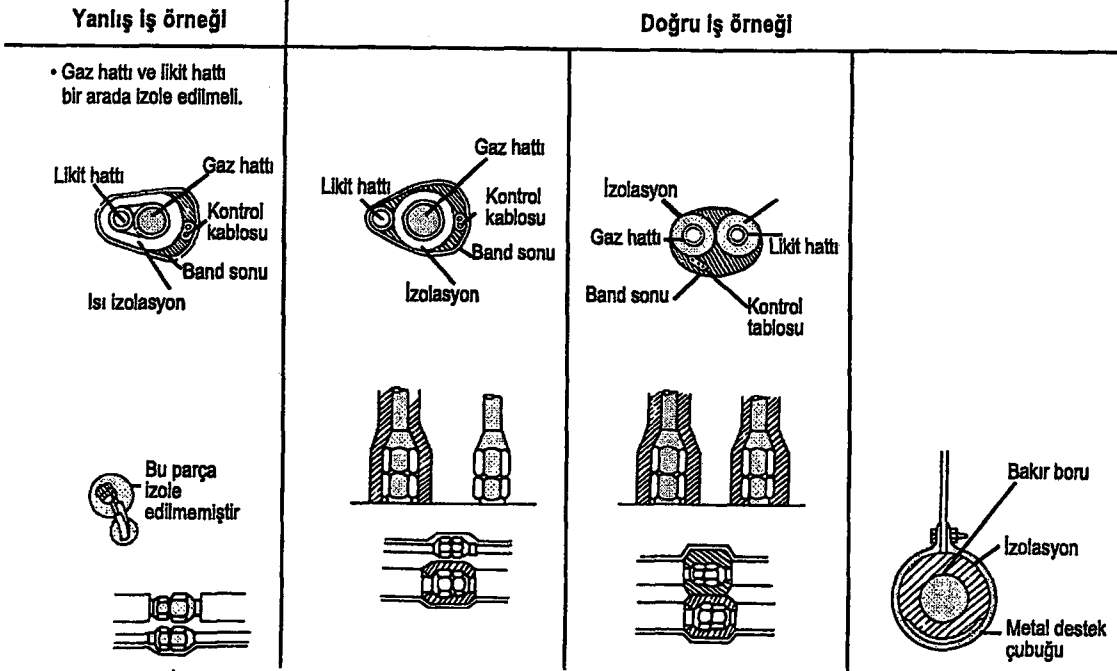 Yanlış iş örneği
Doğru iş örneği
• Gaz hattı ve likit hattı
bir arada izole edilmeli.
Likit hattı
Gaz hattı
Kontrol
kablosu
Band sonu
Isı izolasyon
Likit hattı
Gaz hattı
Kontrol
kablosu
Band sonu
İzolasyon
İzolasyon
Gaz hattı
Likit hattı
Band sonu
Kontrol
tablosu
Bu parça
izole
edilmemiştir
Bakır boru
İzolasyon
Metal destek
çubuğu